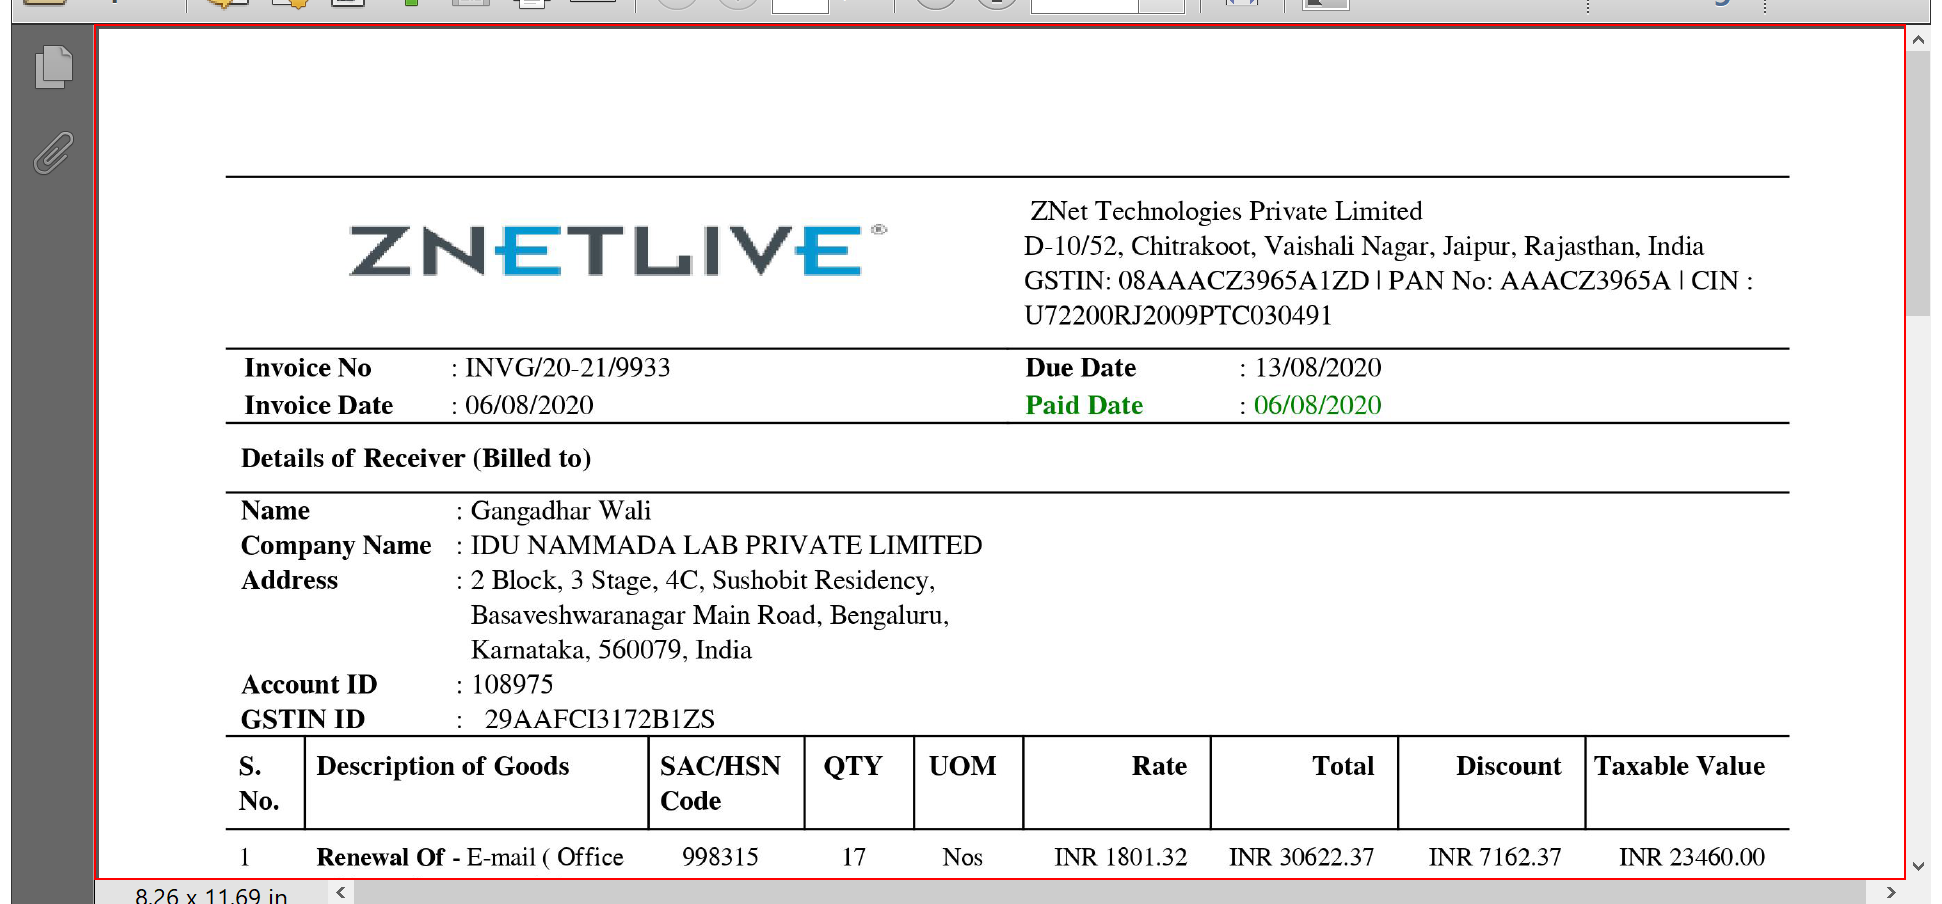 ZNETLIVE®
ZNet Technologies Private Limited
D-10/52, Chitrakoot, Vaishali Nagar, Jaipur, Rajasthan, India
GSTIN: 08AAACZ3965A1ZD | PAN No: AAACZ3965A | CIN :
U72200RJ2009PTC030491
Invoice No : INVG/20-21/9933 Due Date : 13/08/2020
Invoice Date : 06/08/2020 Paid Date : 06/08/2020
Details of Receiver (Billed to)
Name : Gangadhar Wali
Company Name : IDU NAMMADA LAB PRIVATE LIMITED
Address : 2 Block, 3 Stage, 4C, Sushobit Residency,
Basaveshwaranagar Main Road, Bengaluru,
Karnataka, 560079, India
Account ID : 108975
GSTIN ID : 29AAFCI3172B1ZS
S. Description of Goods SAC/HSN QTY UOM Rate Total Discount Taxable Value
No. Code
1 Renewal Of - E-mail ( Office 998315 17 Nos INR 1801.32 INR 30622.37 INR 7162.37 INR 23460.00
8.26 x 11.69 in